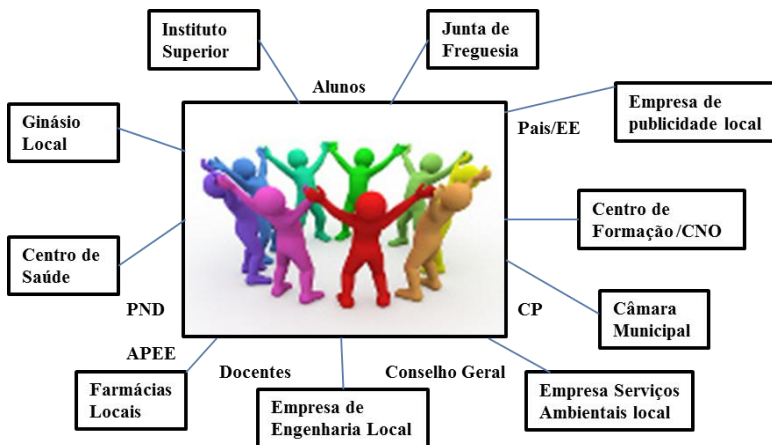 Instituto
Superior
Junta de
Freguesia
Alunos
Empresa de
publicidade local
Pais/EE
Ginásio
Local
Centro de
Formação/CNO
Centro de
Saúde
PND
CP
Câmara
Municipal
APEE
Docentes
Conselho Geral
Farmácias
Locais
Empresa de
Engenharia Local
Empresa Serviços
Ambientais local